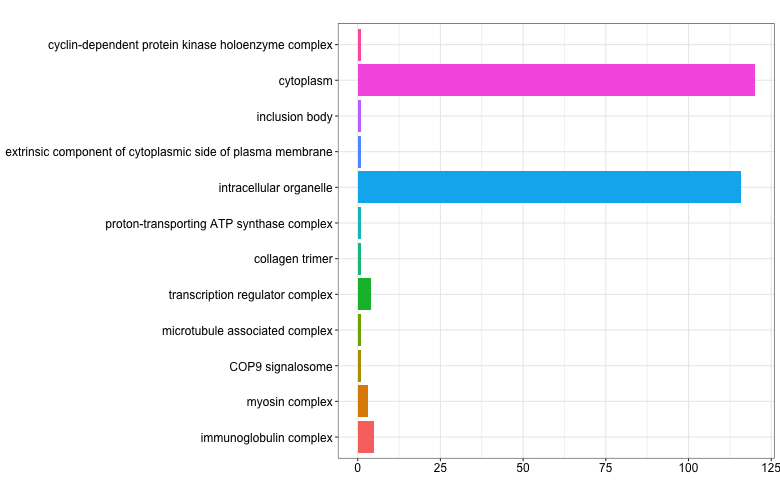 cyclin-dependent protein kinase holoenzyme complex
cytoplasm
inclusion body
extrinsic component of cytoplasmic side of plasma membrane
intracellular organelle
proton-transporting ATP synthase complex
collagen trimer
transcription regulator complex
microtubule associated complex
COP9 signalosome
myosin complex
immunoglobulin complex
0 25 50 75 100 125